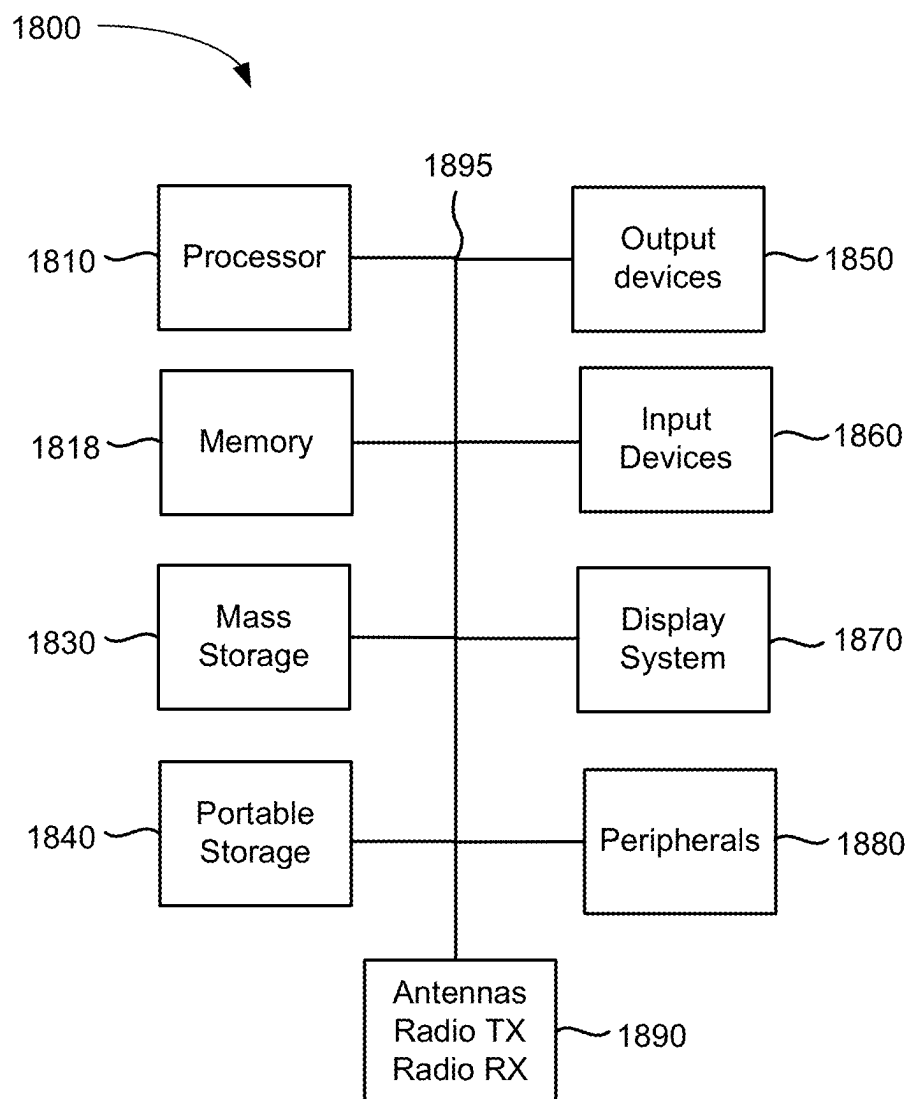 1800
1895
1810
Processor
Output
devices
1850
1818
Memory
Input
Devices
1860
1830
Mass
Storage
Display
System
1870
1840
Portable
Storage
Peripherals
1880
Antennas
Radio TX
Radio RX
1890